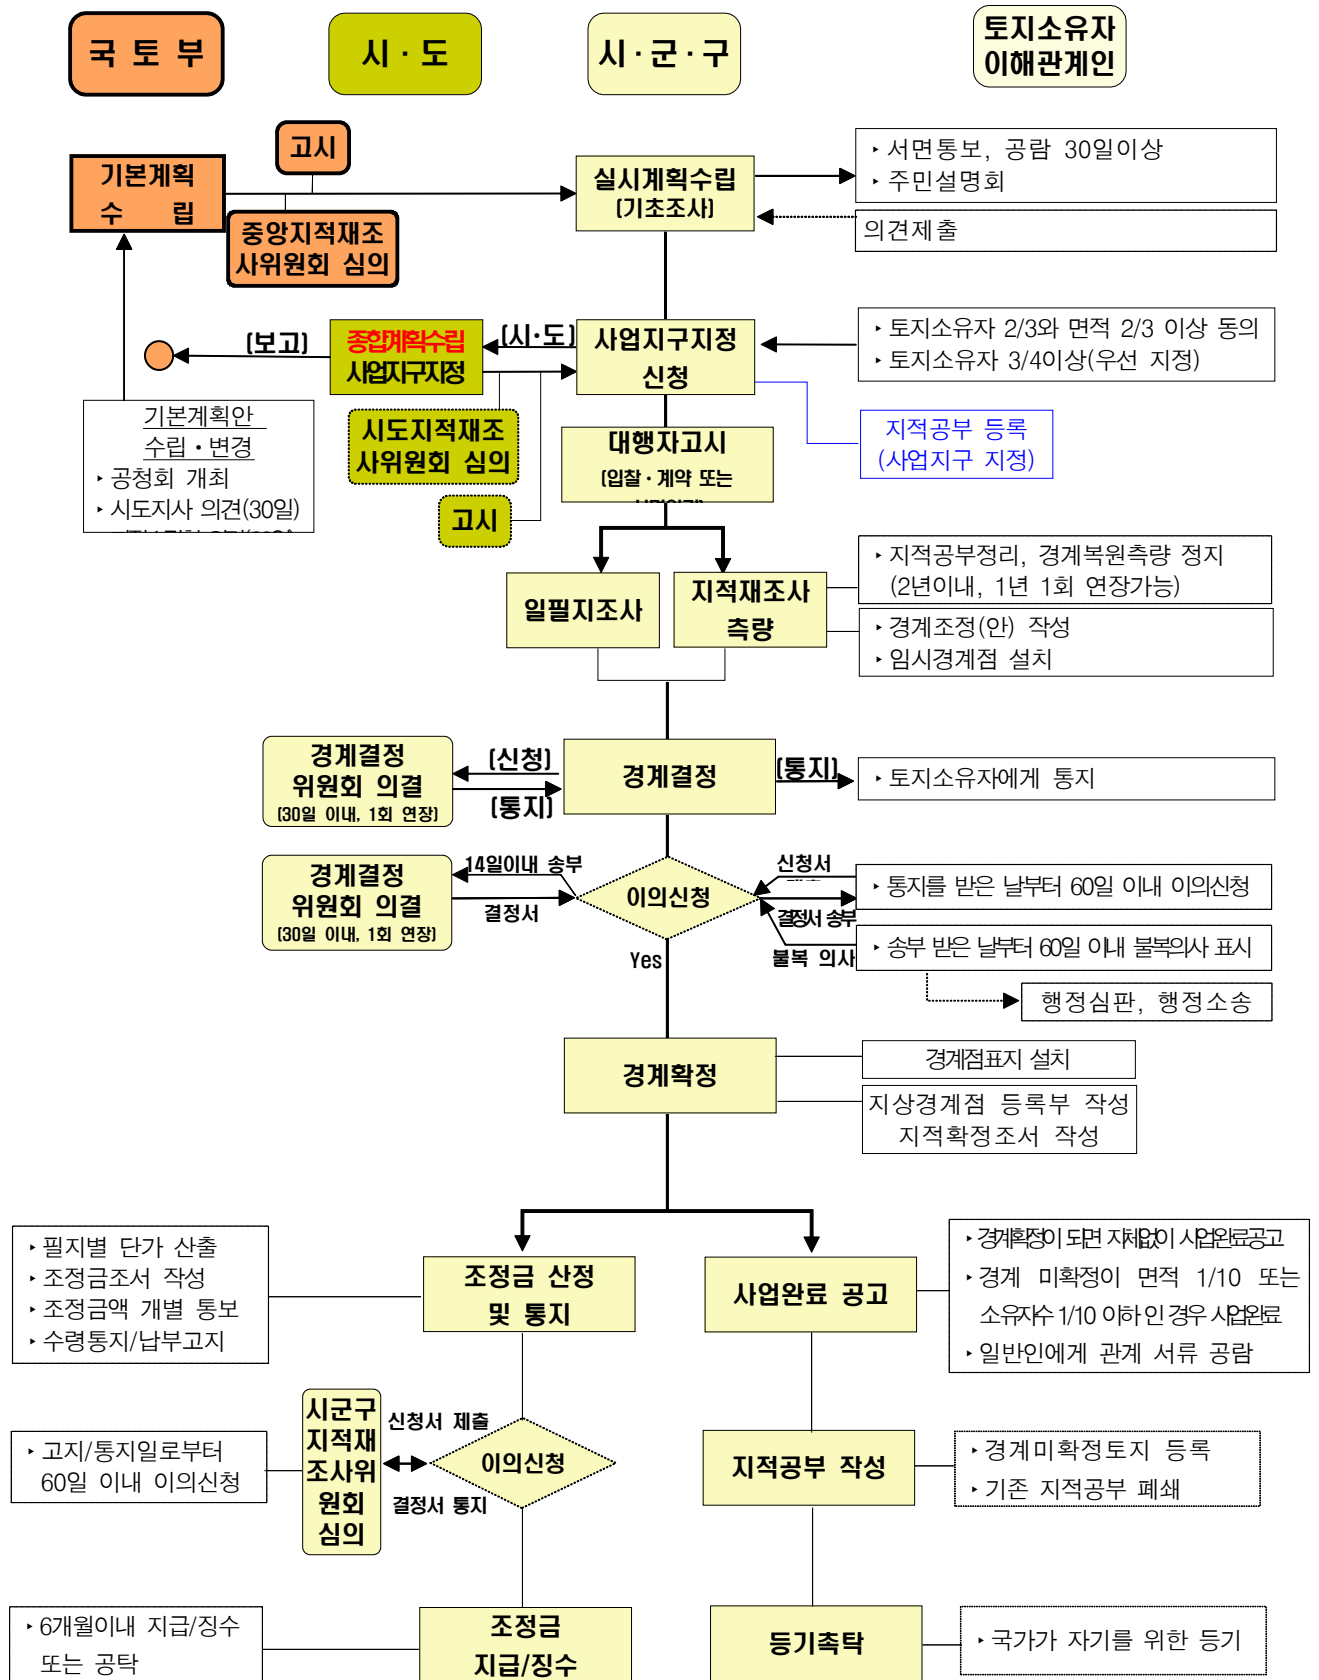 국 토 부
시 · 도
시 · 군 · 구
토지소유자
이해관계인
고시
기본계획
수 립
중앙지적재조
사위원회 심의
실시계획수립
(기초조사)
‣ 서면통보, 공람 30일이상
‣ 주민설명회
의견제출
(보고)
종합계획수립
사업지구지정
(시·도)
사업지구지정
신청
‣ 토지소유자 2/3와 면적 2/3 이상 동의
‣ 토지소유자 3/4이상(우선 지정)
기본계획안
수립·변경
‣ 공청회 개최
‣ 시도지사 의견(30일)
시도지적재조
사위원회 심의
고시
대행자고시
(입찰·계약 또는
지적공부 등록
(사업지구 지정)
일필지조사
지적재조사
측량
‣ 지적공부정리, 경계복원측량 정지
(2년이내, 1년 1회 연장가능)
‣ 경계조정(안) 작성
‣ 임시경계점 설치
경계결정
위원회 의결
(30일 이내, 1회 연장)
(신청)
(통지)
경계결정
(통지)
‣ 토지소유자에게 통지
경계결정
위원회 의결
(30일 이내, 1회 연장)
14일이내 송부
결정서
이의신청
신청서
결정서 송부
불복 의사
Yes
‣ 통지를 받은 날부터 60일 이내 이의신청
‣ 송부 받은 날부터 60일 이내 불복의사 표시
행정심판, 행정소송
경계확정
경계점표지 설치
지상경계점 등록부 작성
지적확정조서 작성
‣ 필지별 단가 산출
‣ 조정금조서 작성
‣ 조정금액 개별 통보
‣ 수령통지/납부고지
조정금 산정
및 통지
사업완료 공고
‣ 경계확정이 되면 지체없이 사업완료공고
‣ 경계 미확정이 면적 1/10 또는
소유자수 1/10 이하 인 경우 사업완료
‣ 일반인에게 관계 서류 공람
‣ 고지/통지일로부터
60일 이내 이의신청
시군구
지적재
조사위
원회
심의
신청서 제출
결정서 통지
이의신청
지적공부 작성
‣ 경계미확정토지 등록
‣ 기존 지적공부 폐쇄
‣ 6개월이내 지급/징수
또는 공탁
조정금
지급/징수
등기촉탁
‣ 국가가 자기를 위한 등기